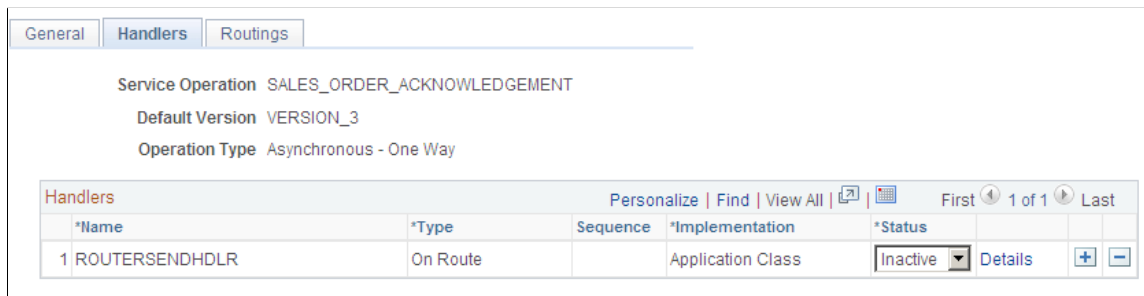 General Handlers Routings
Service Operation SALES_ORDER_ACKNOWLEDGEMENT
Default Version VERSION_3
Operation Type Asynchronous - One Way
Handlers Personalize | Find | View All | | First 1 of 1 Last
*Name *Type Sequence *Implementation *Status
1 ROUTERSENDHDLR On Route Application Class Inactive Details